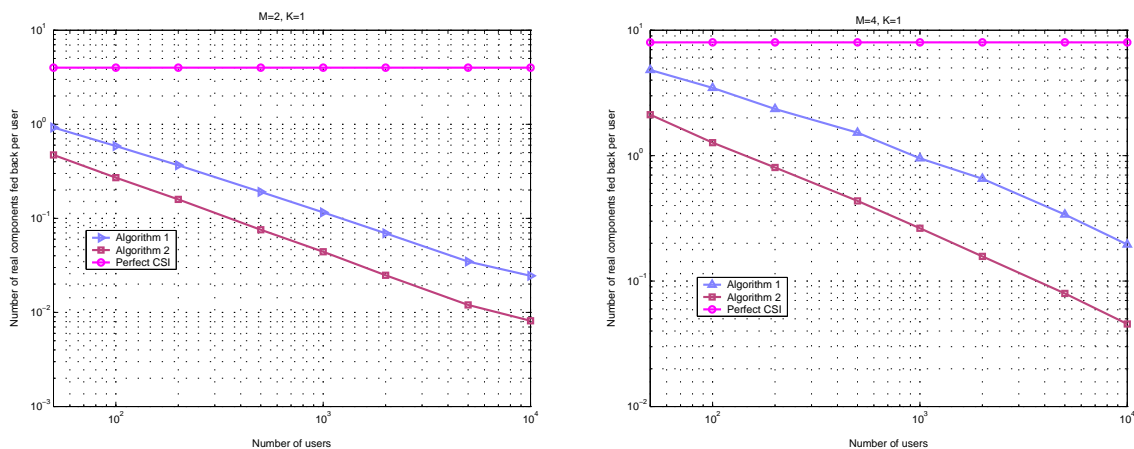 M=2, K=1
10^1
10^0
10^−1
10^−2
10^−3
10^2
10^3
10^4
Number of real components fed back per user
Number of users
Algorithm 1
Algorithm 2
Perfect CSI
M=4, K=1
10^1
10^0
10^−1
10^−2
10^2
10^3
10^4
Number of real components fed back per user
Number of users
Algorithm 1
Algorithm 2
Perfect CSI